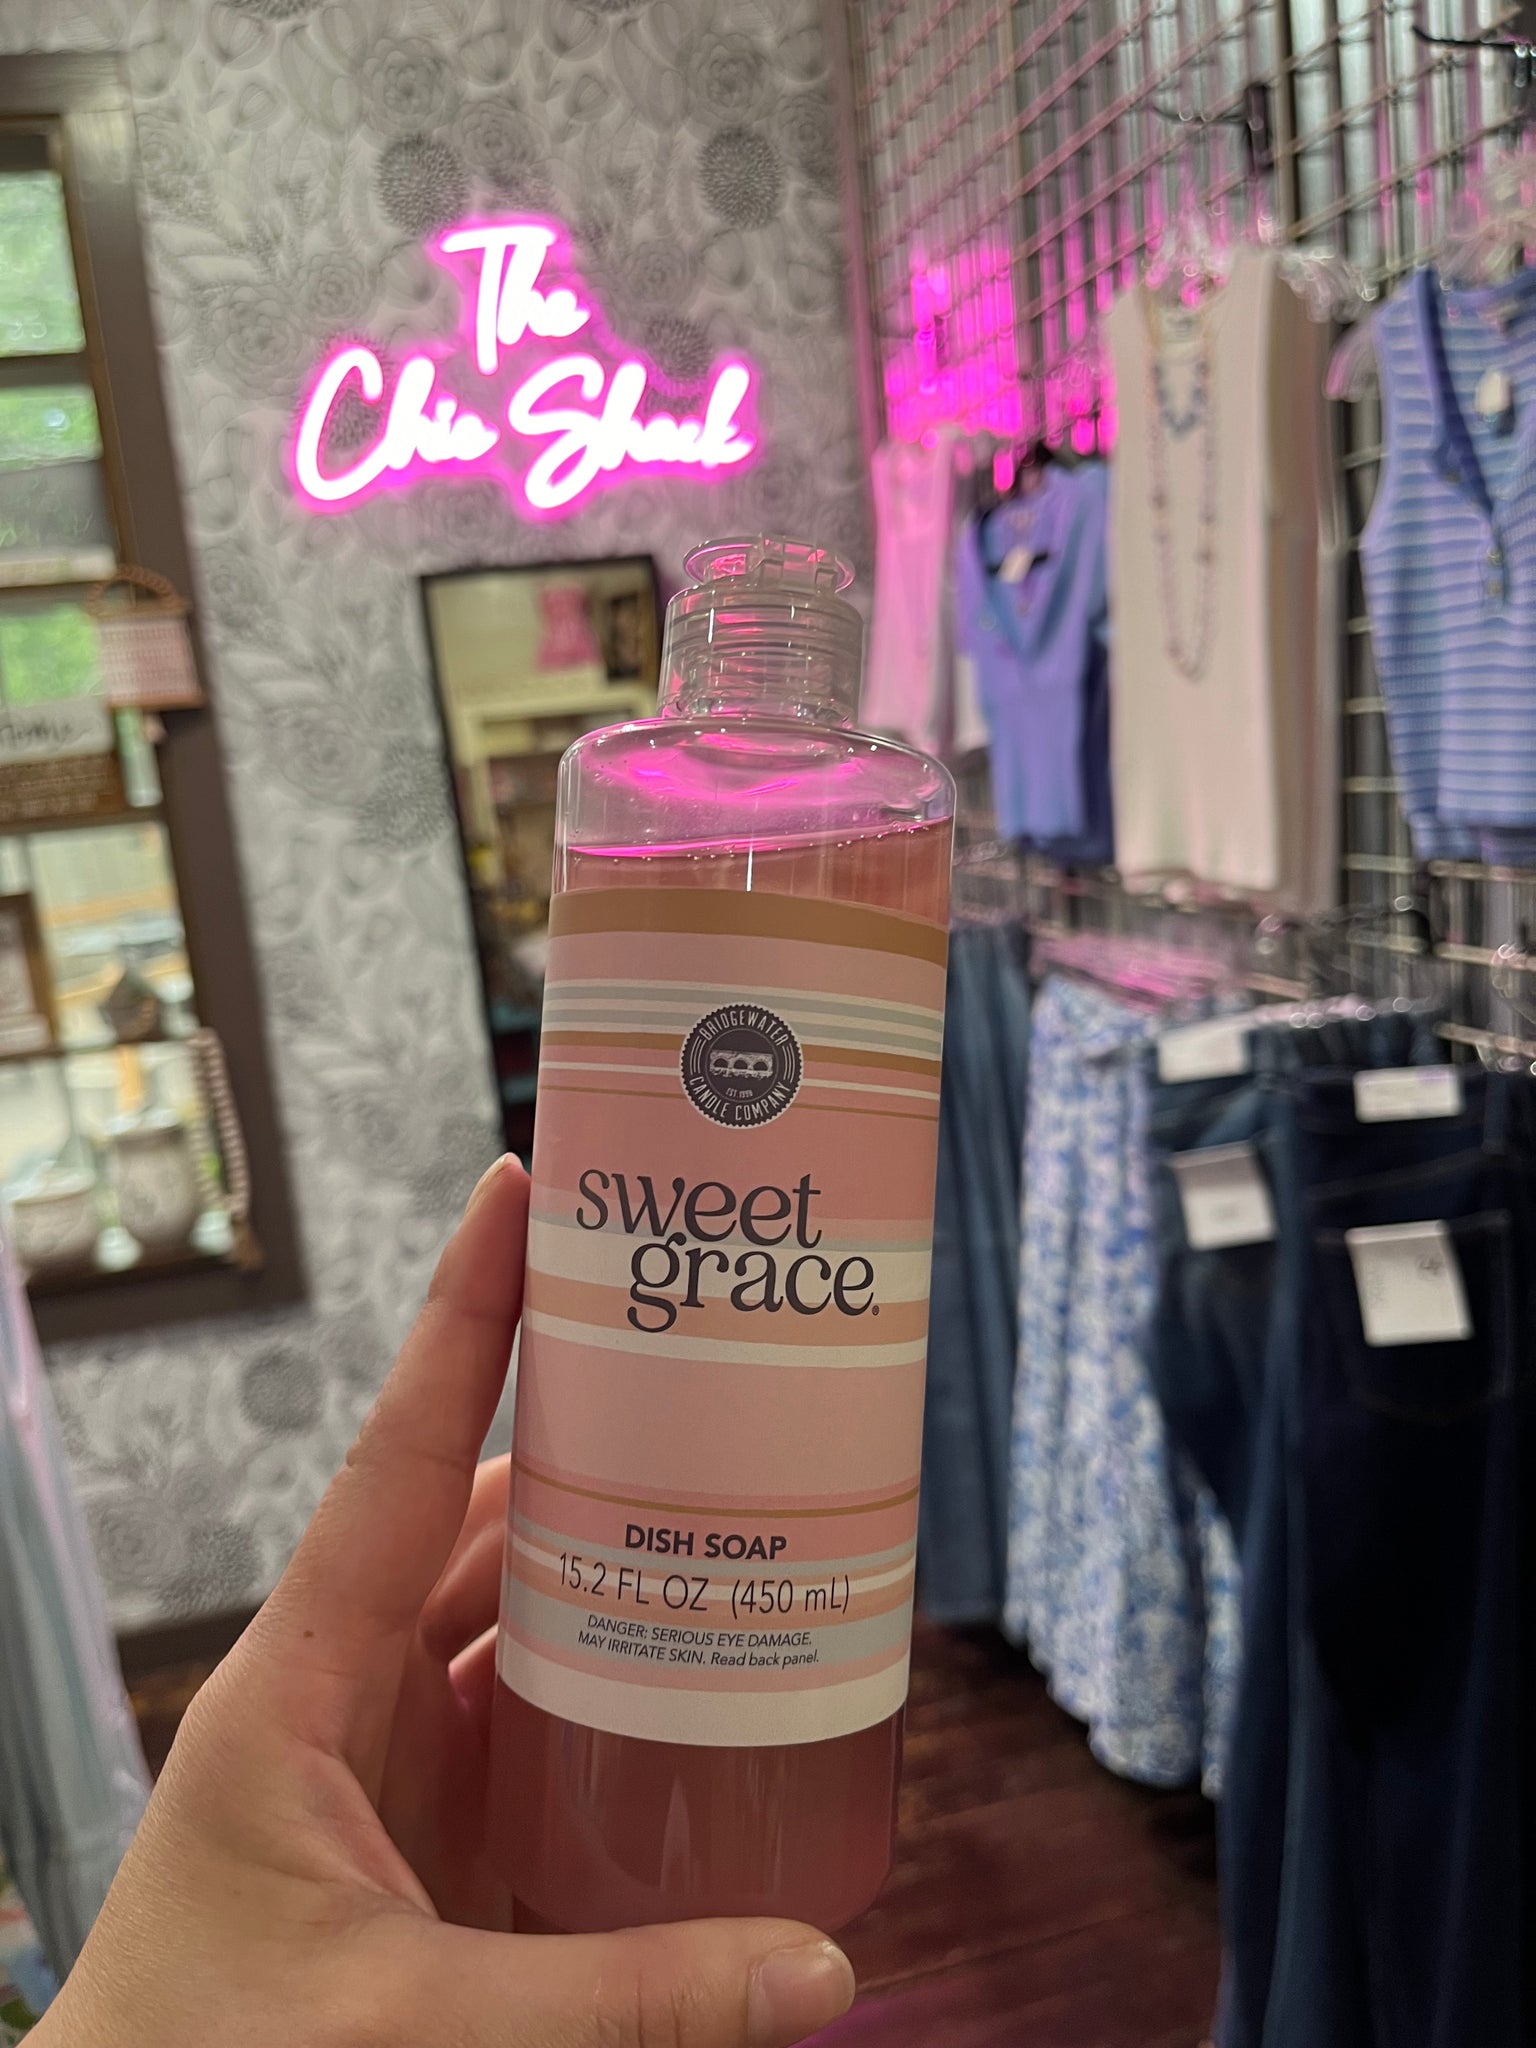 The
Chic Shack
BRIDGEWATER
EST. 1998
CANDLE COMPANY
sweet
grace®
DISH SOAP
15.2 FL OZ (450 mL)
DANGER: SERIOUS EYE DAMAGE.
MAY IRRITATE SKIN. Read back panel.